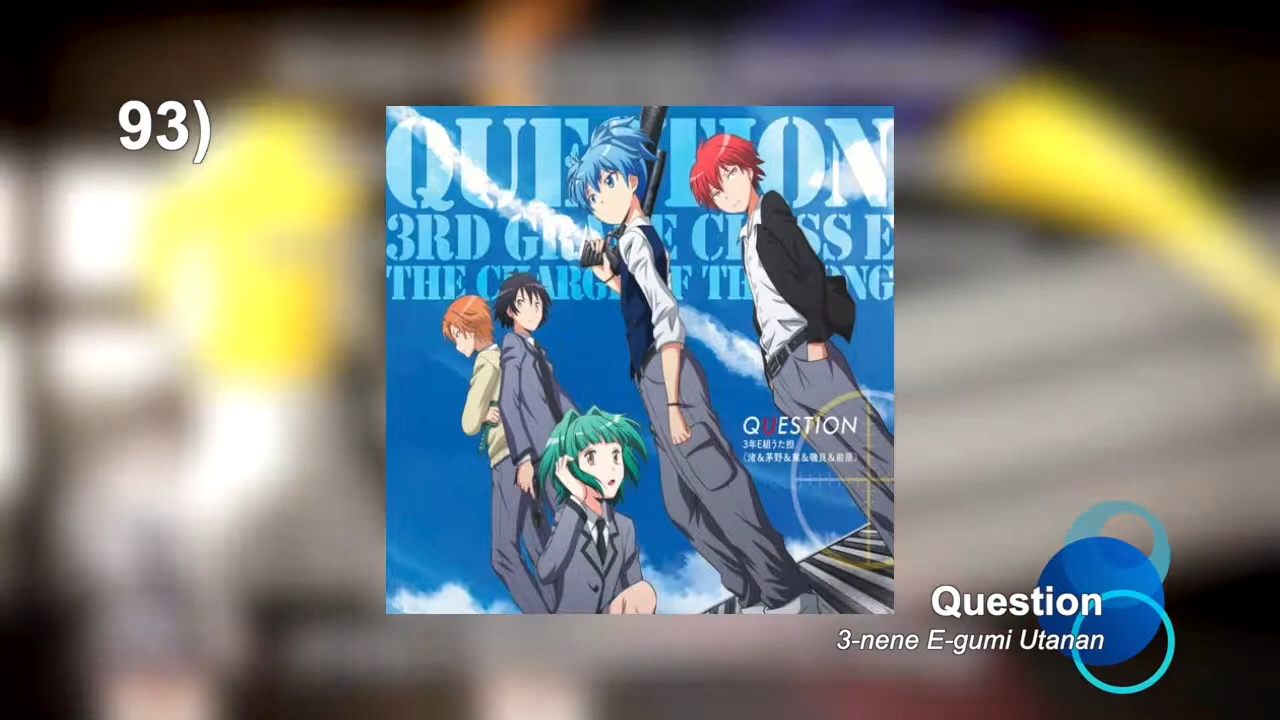 93)
QUESTION
3RD GRADE CLASS E
THE CHARGE OF THE SONG
QUESTION
3年E組うた担
(渚&茅野&業&磯貝&前原)
Question
3-nene E-gumi Utanan